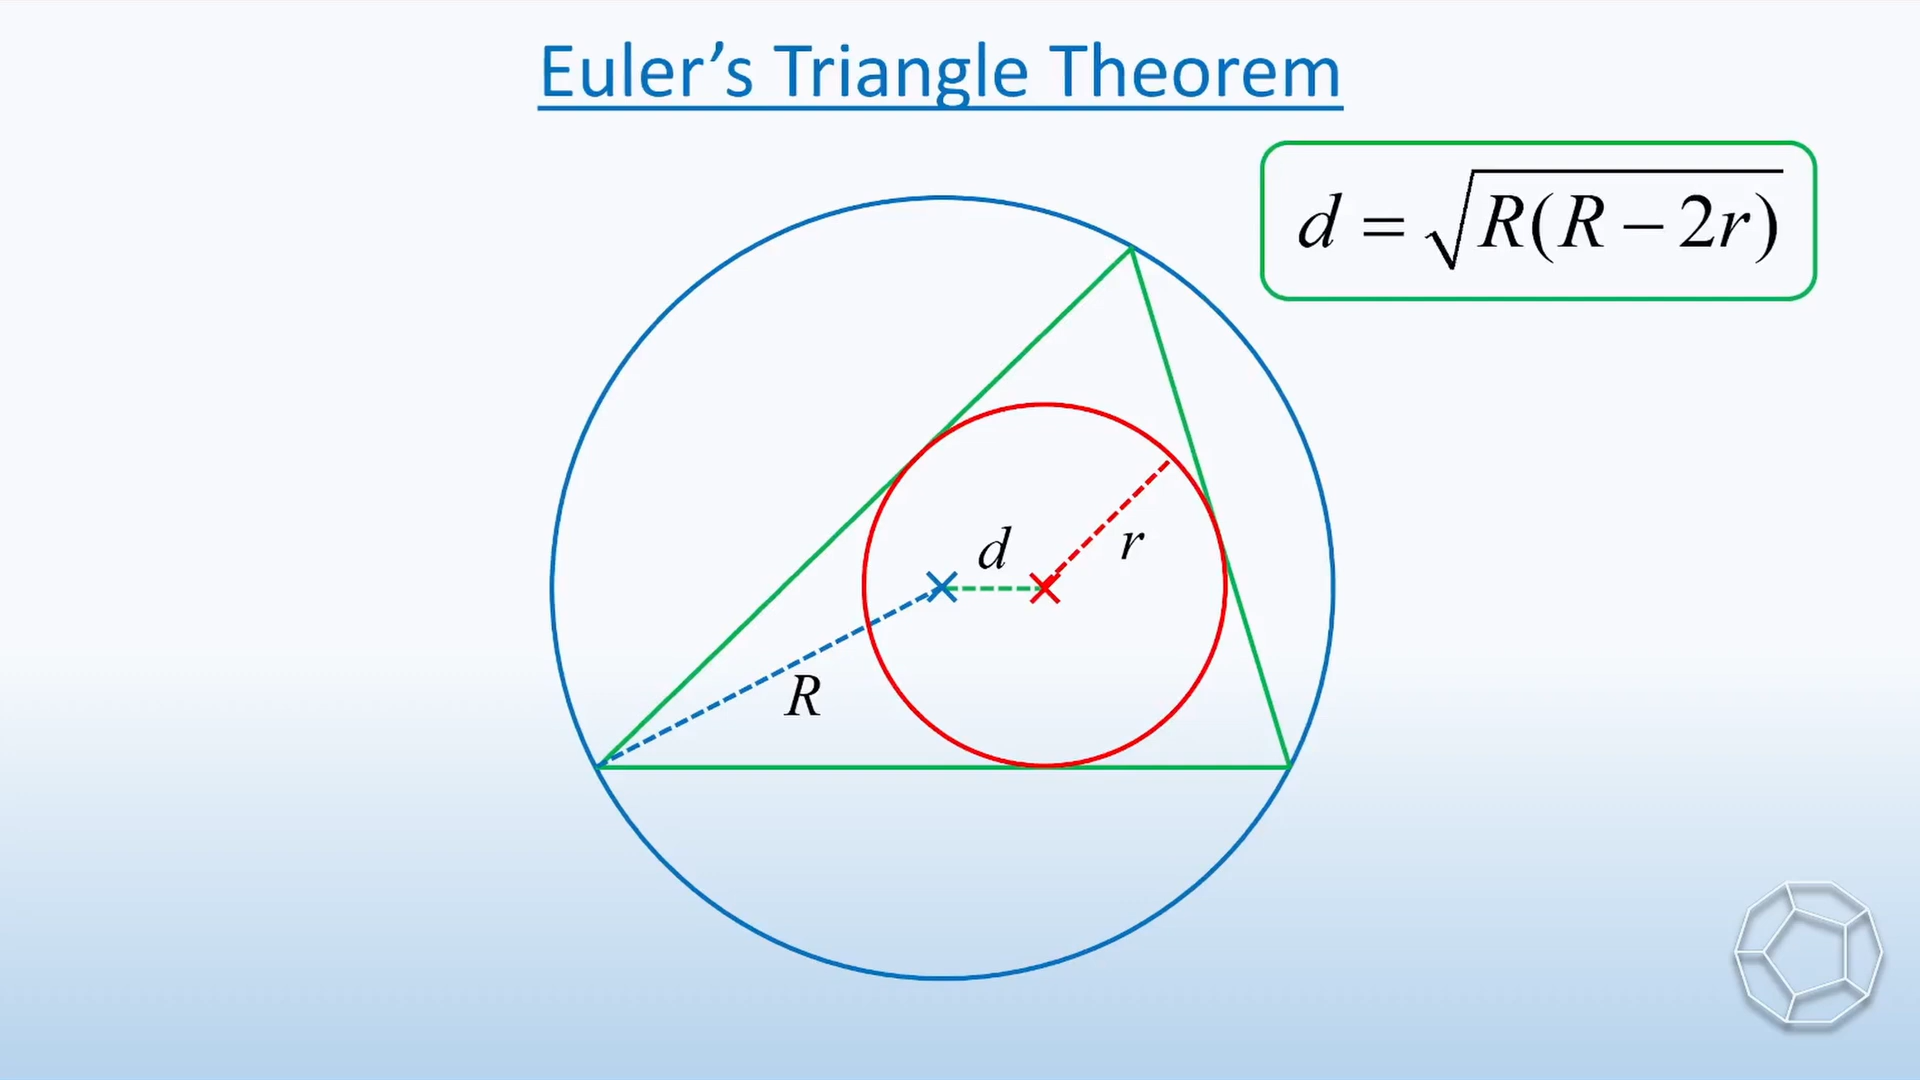 Euler’s Triangle Theorem
d = √R(R − 2r)
d
r
R